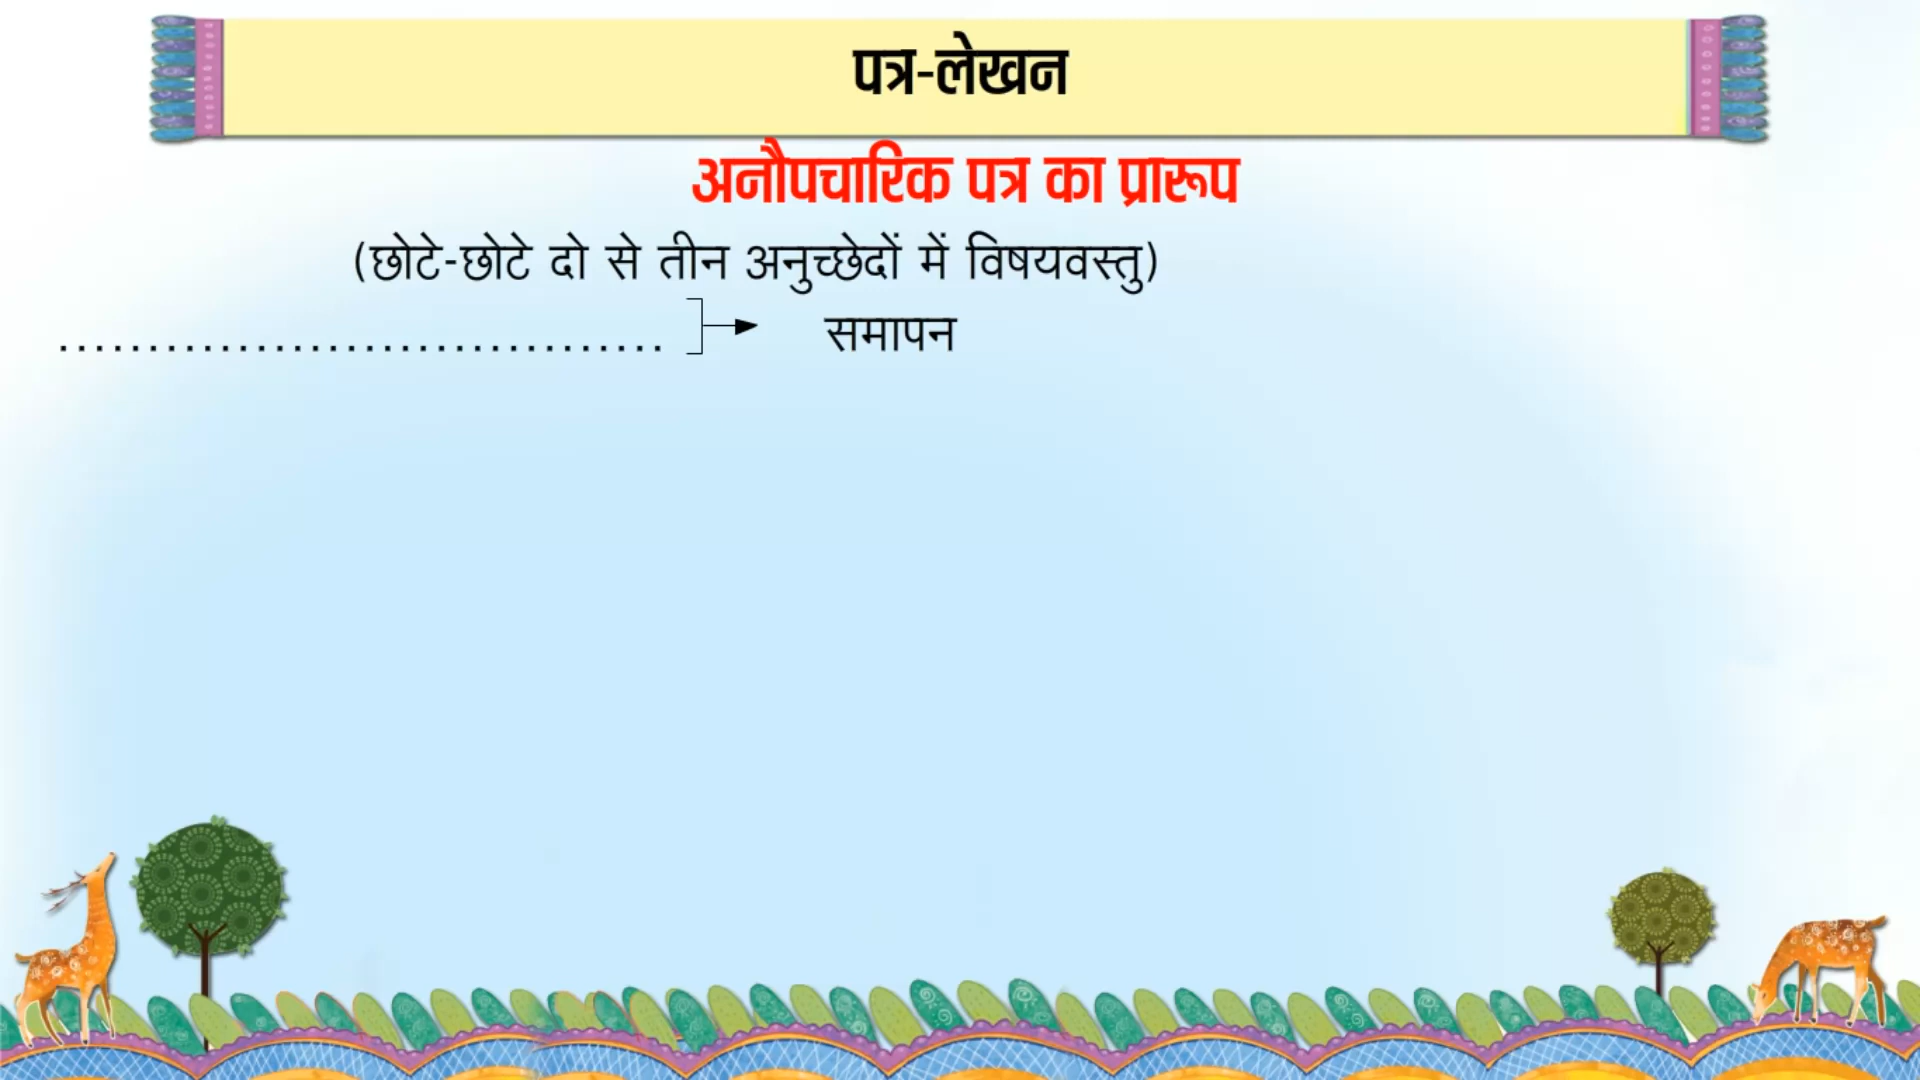 पत्र-लेखन
अनौपचारिक पत्र का प्रारूप
(छोटे-छोटे दो से तीन अनुच्छेदों में विषयवस्तु)
.................................. समापन